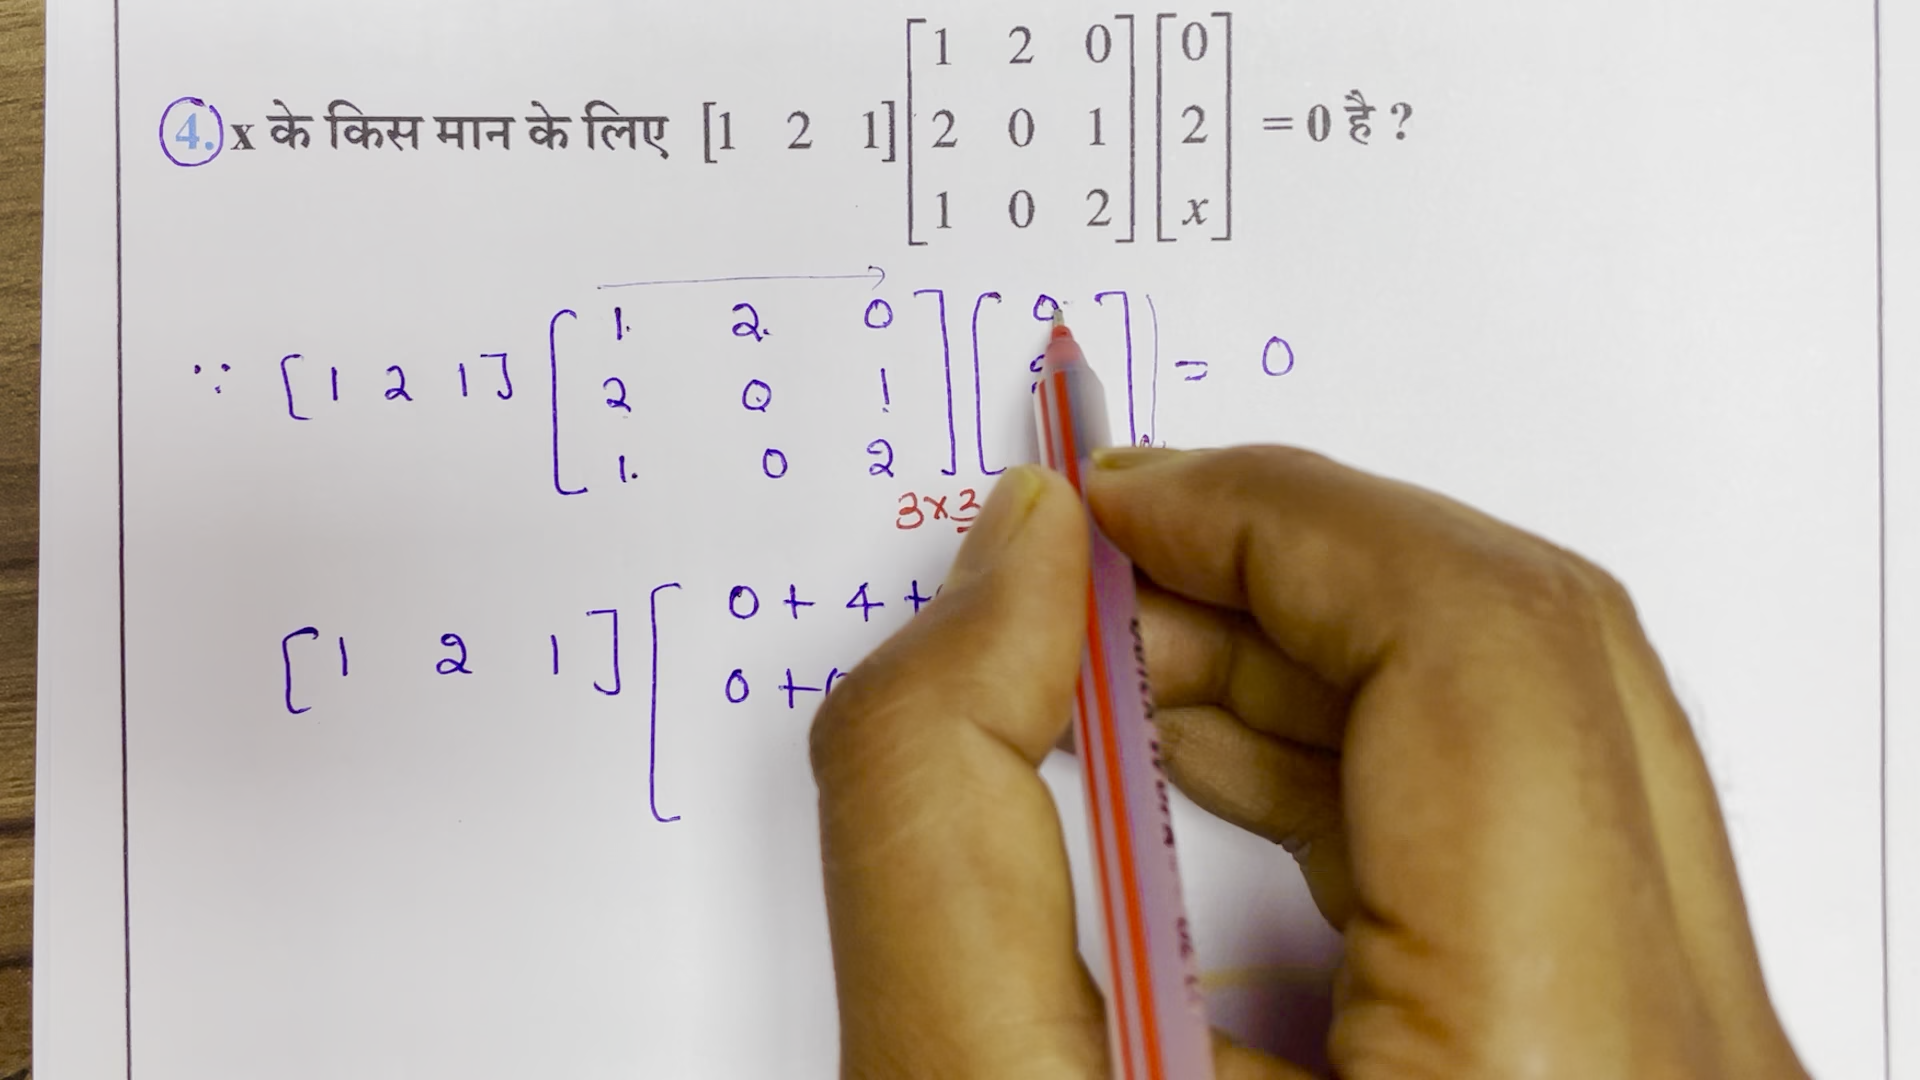 4. x के किस मान के लिए [1 2 1] [1 2 0 [0
2 0 1 2
1 0 2] x] = 0 है ?
∵ [1 2 1] [1. 2. 0 [0
2 0 1
1. 0 2] ] = 0
3×3
[1 2 1] [0 + 4 +
0 +